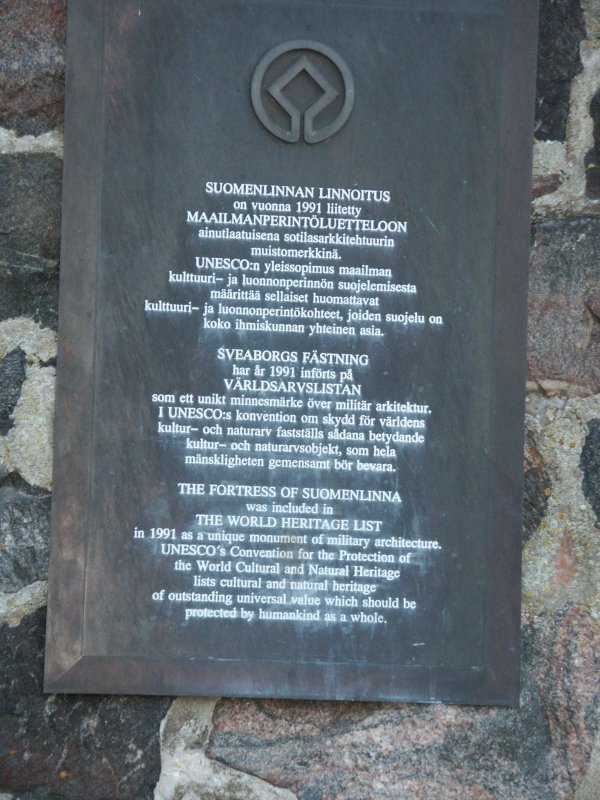 SUOMENLINNAN LINNOITUS
on vuonna 1991 liitetty
MAAILMANPERINTÖLUETTELOON
ainutlaatuisena sotilasarkkitehtuurin
muistomerkkinä.
UNESCO:n yleissopimus maailman
kulttuuri- ja luonnonperinnön suojelemisesta
määrittää sellaiset huomattavat
kulttuuri- ja luonnonperintökohteet, joiden suojelu on
koko ihmiskunnan yhteinen asia.
SVEABORGS FÄSTNING
har år 1991 införts på
VÄRLDSARVSLISTAN
som ett unikt minnesmärke över militär arkitektur.
I UNESCO:s konvention om skydd för världens
kultur- och naturarv fastställs sådana betydande
kultur- och naturarvsobjekt, som hela
mänskligheten gemensamt bör bevara.
THE FORTRESS OF SUOMENLINNA
was included in
THE WORLD HERITAGE LIST
in 1991 as a unique monument of military architecture.
UNESCO´s Convention for the Protection of
the World Cultural and Natural Heritage
lists cultural and natural heritage
of outstanding universal value which should be
protected by humankind as a whole.